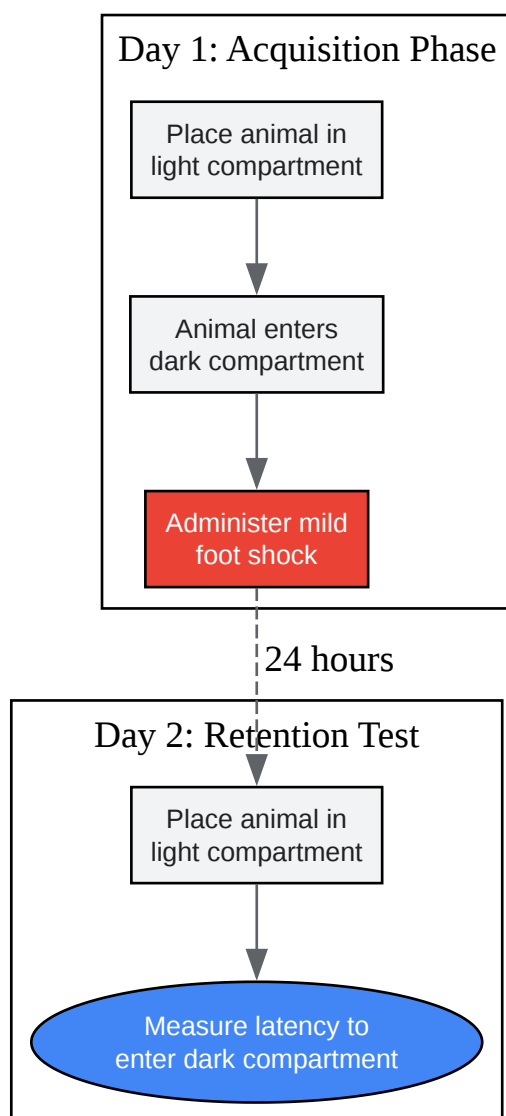 Day 1: Acquisition Phase
Place animal in
light compartment
Animal enters
dark compartment
Administer mild
foot shock
24 hours
Day 2: Retention Test
Place animal in
light compartment
Measure latency to
enter dark compartment